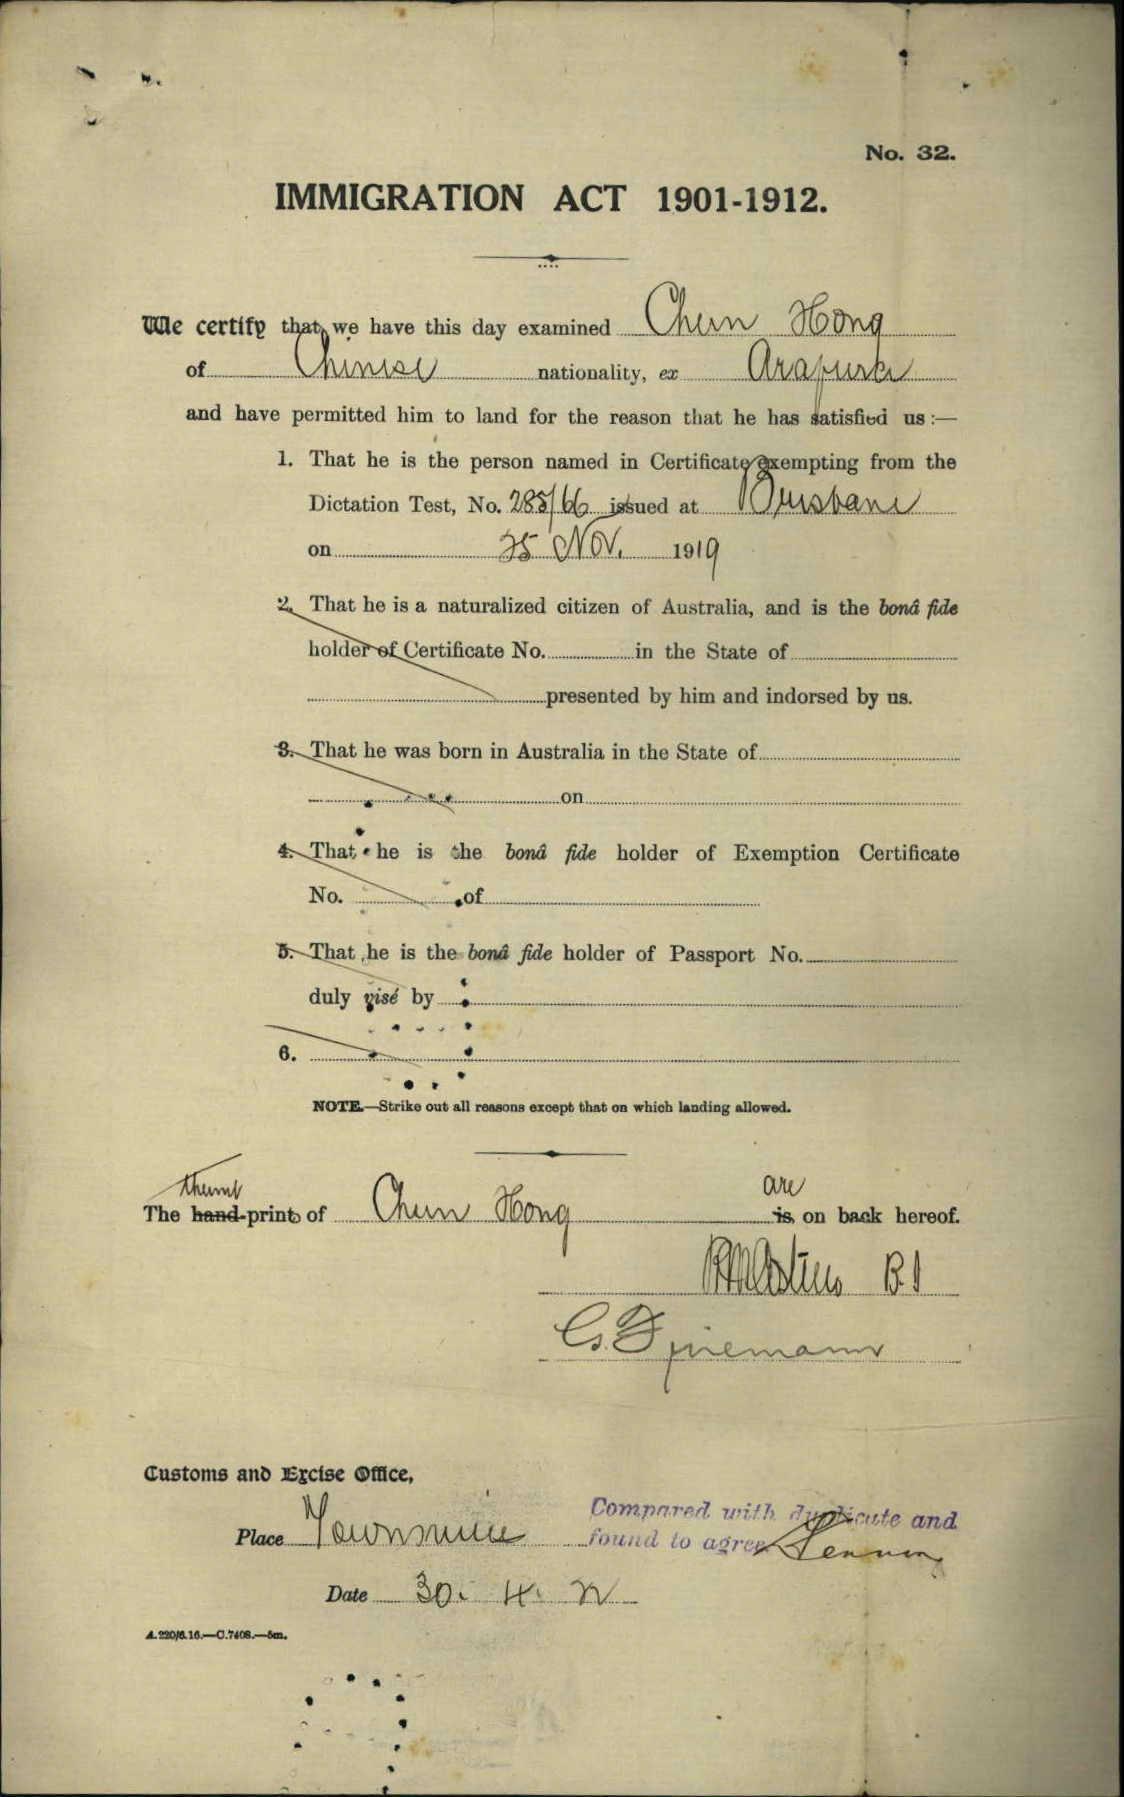 No. 32.
IMMIGRATION ACT 1901-1912.
We certify that we have this day examined Chun Hong
of Chinese nationality, ex Arafura
and have permitted him to land for the reason that he has satisfied us :—
1. That he is the person named in Certificate exempting from the
Dictation Test, No. 285/66 issued at Brisbane
on 25 Nov. 1919
2. That he is a naturalized citizen of Australia, and is the bonâ fide
holder of Certificate No. in the State of
presented by him and indorsed by us.
3. That he was born in Australia in the State of
on
4. That he is the bonâ fide holder of Exemption Certificate
No. of
5. That he is the bonâ fide holder of Passport No.
duly visé by
6.
NOTE.—Strike out all reasons except that on which landing allowed.
thumb are
The hand-prints of Chun Hong is on back hereof.
B.I
Customs and Excise Office,
Compared with duplicate and
Place Townsville found to agree
Date 30. 4. 22
A.220/6.16.—C.7408.—5m.